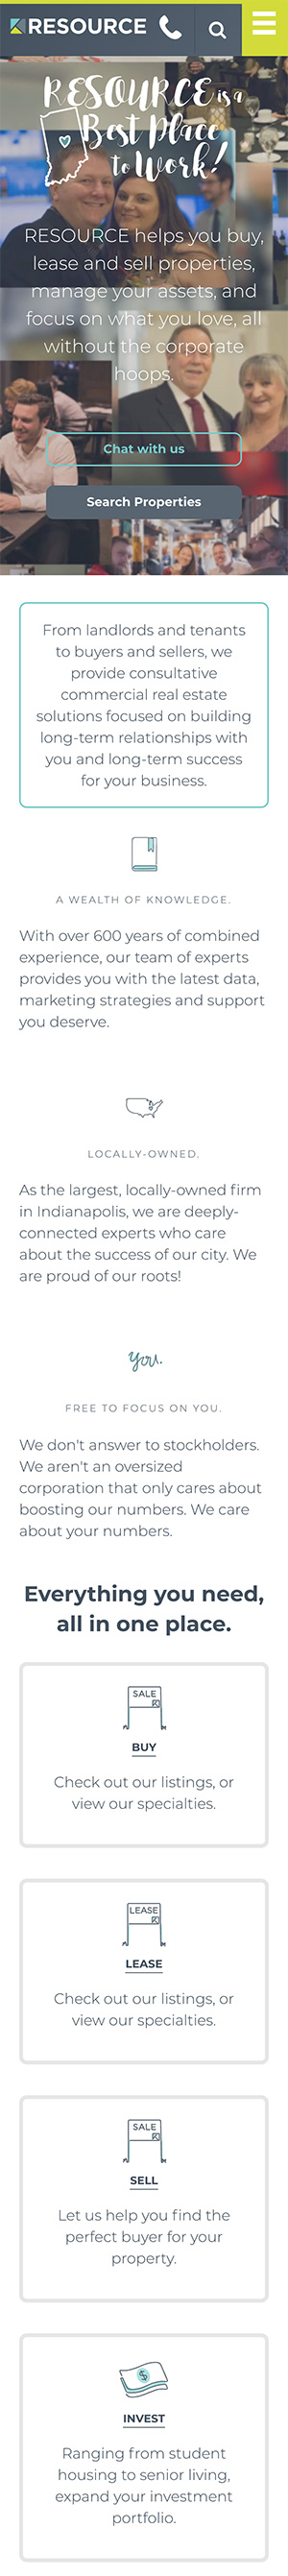 RESOURCE
RESOURCE is a
Best Place
to Work!
RESOURCE helps you buy,
lease and sell properties,
manage your assets, and
focus on what you love, all
without the corporate
hoops.
Chat with us
Search Properties
From landlords and tenants
to buyers and sellers, we
provide consultative
commercial real estate
solutions focused on building
long-term relationships with
you and long-term success
for your business.
A WEALTH OF KNOWLEDGE.
With over 600 years of combined
experience, our team of experts
provides you with the latest data,
marketing strategies and support
you deserve.
LOCALLY-OWNED.
As the largest, locally-owned firm
in Indianapolis, we are deeply-
connected experts who care
about the success of our city. We
are proud of our roots!
you.
FREE TO FOCUS ON YOU.
We don't answer to stockholders.
We aren't an oversized
corporation that only cares about
boosting our numbers. We care
about your numbers.
Everything you need,
all in one place.
SALE
BUY
Check out our listings, or
view our specialties.
LEASE
LEASE
Check out our listings, or
view our specialties.
SALE
SELL
Let us help you find the
perfect buyer for your
property.
$
INVEST
Ranging from student
housing to senior living,
expand your investment
portfolio.